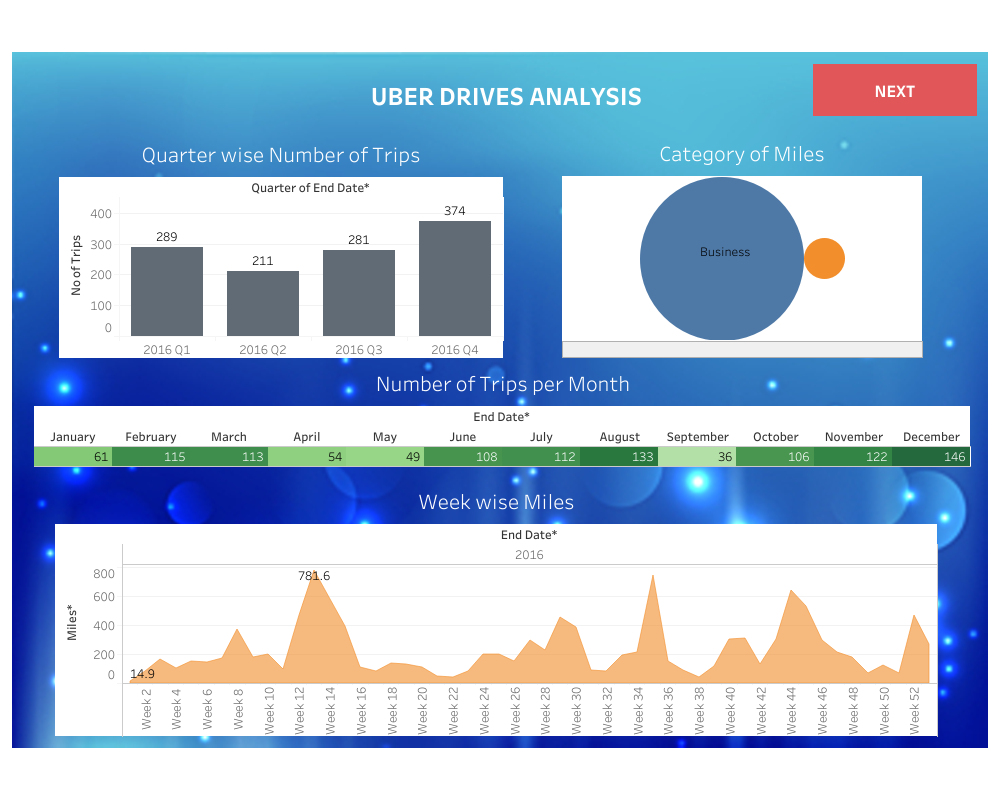 UBER DRIVES ANALYSIS
NEXT
Quarter wise Number of Trips
Category of Miles
Quarter of End Date*
No of Trips
400
300
200
100
0
289
211
281
374
2016 Q1
2016 Q2
2016 Q3
2016 Q4
Business
Number of Trips per Month
End Date*
January February March April May June July August September October November December
61 115 113 54 49 108 112 133 36 106 122 146
Week wise Miles
End Date*
2016
Miles*
800
600
400
200
0
14.9
781.6
Week 2
Week 4
Week 6
Week 8
Week 10
Week 12
Week 14
Week 16
Week 18
Week 20
Week 22
Week 24
Week 26
Week 28
Week 30
Week 32
Week 34
Week 36
Week 38
Week 40
Week 42
Week 44
Week 46
Week 48
Week 50
Week 52